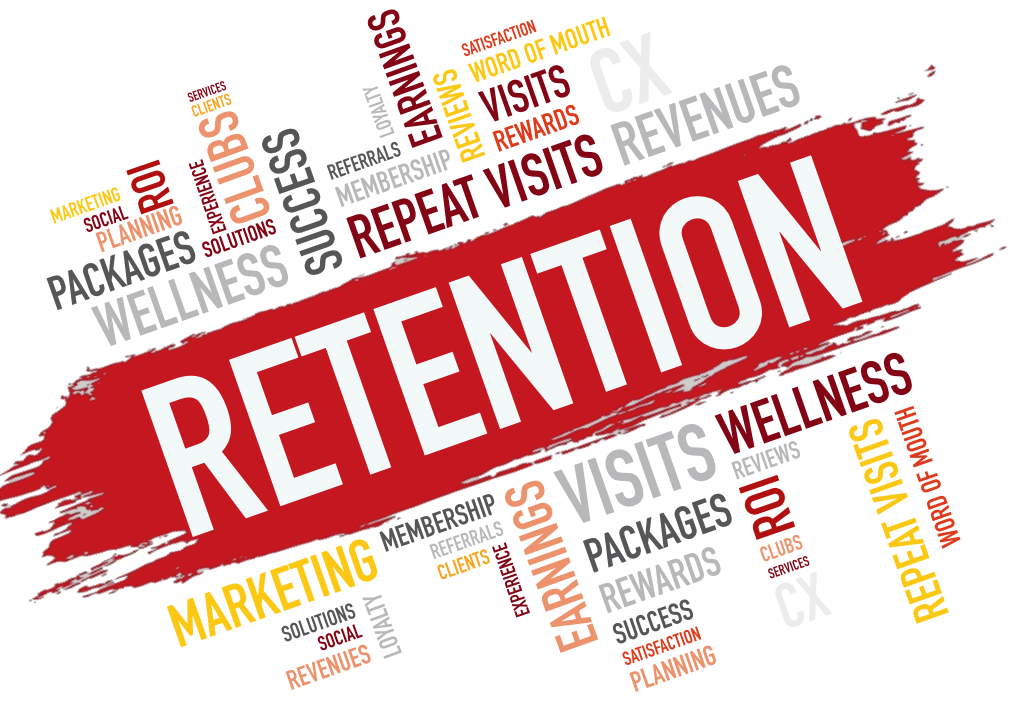 EARNINGS
SATISFACTION
WORD OF MOUTH
CX
SERVICES
CLIENTS
LOYALTY
REVIEWS
VISITS
REWARDS
REVENUES
CLUBS
SUCCESS
REFERRALS
MEMBERSHIP
REPEAT VISITS
MARKETING
SOCIAL
ROI
PLANNING
EXPERIENCE
SOLUTIONS
PACKAGES
WELLNESS
RETENTION
WELLNESS
VISITS
REVIEWS
REPEAT VISITS
WORD OF MOUTH
MEMBERSHIP
REFERRALS
CLIENTS
EXPERIENCE
EARNINGS
PACKAGES
ROI
CLUBS
SERVICES
CX
REWARDS
SUCCESS
SATISFACTION
PLANNING
MARKETING
SOLUTIONS
SOCIAL
REVENUES
LOYALTY